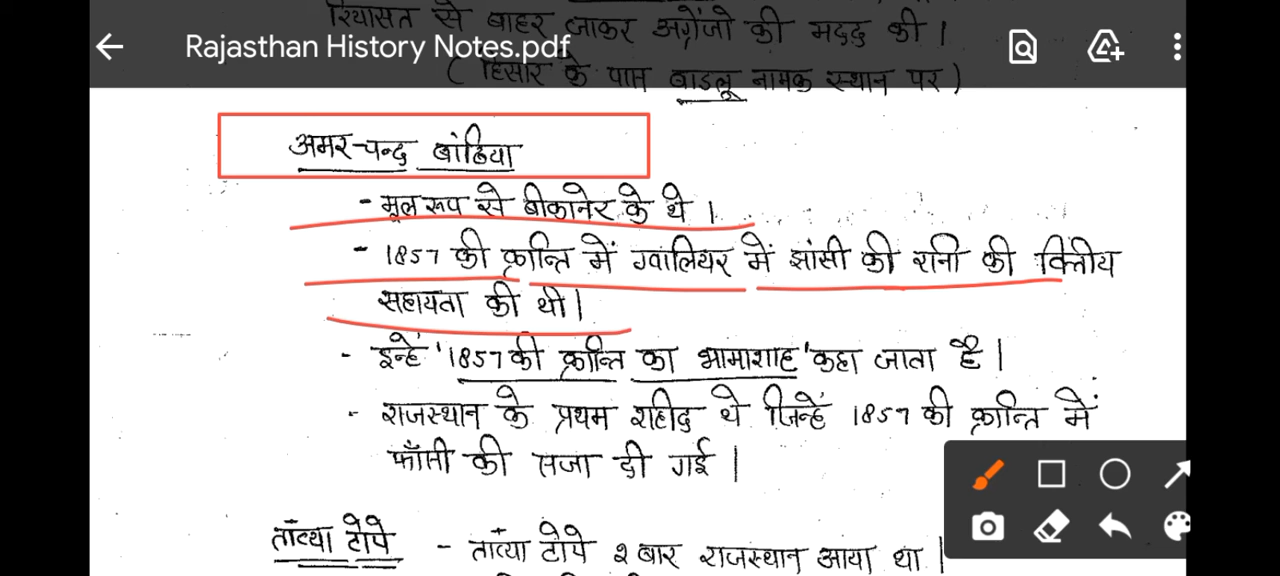 रियासत से बाहर जाकर अग्रेंजो की मदद की।
Rajasthan History Notes.pdf
( हिसार के पास बाडलू नामक स्थान पर )
अमर-चन्द बांठिया
- मूल रूप से बीकानेर के थे।
- 1857 की क्रान्ति में ग्वालियर में झांसी की रानी की वित्तीय
सहायता की थी।
- इन्हें '1857 की क्रान्ति का भामाशाह' कहा जाता है।
- राजस्थान के प्रथम शहीद थे जिन्हें 1857 की क्रान्ति में
फाँसी की सजा दी गई।
ताँत्या टोपे - ताँत्या टोपे 2 बार राजस्थान आया था।